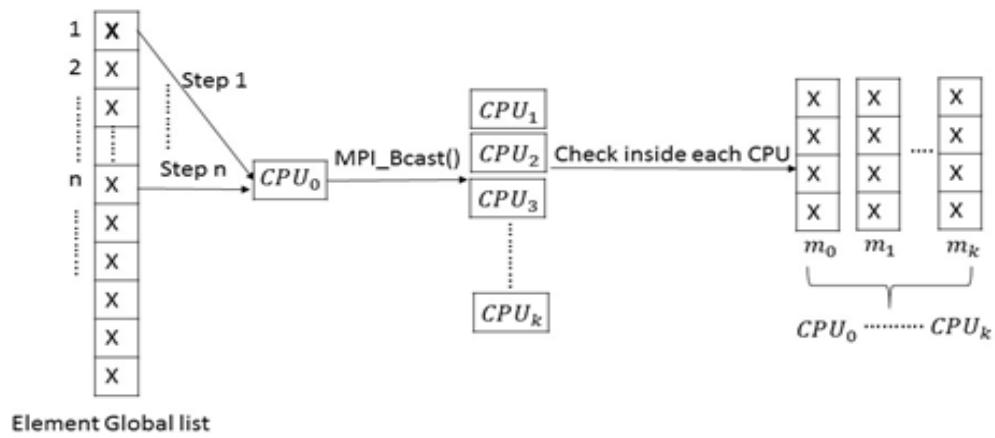 1 X
2 X
X
n X
X
X
X
X
X
Step 1
Step n
CPU₀
MPI_Bcast()
CPU₁
CPU₂
CPU₃
CPUₖ
Check inside each CPU
X X X
X X X
X X X
X X X
m₀ m₁ mₖ
CPU₀ CPUₖ
Element Global list